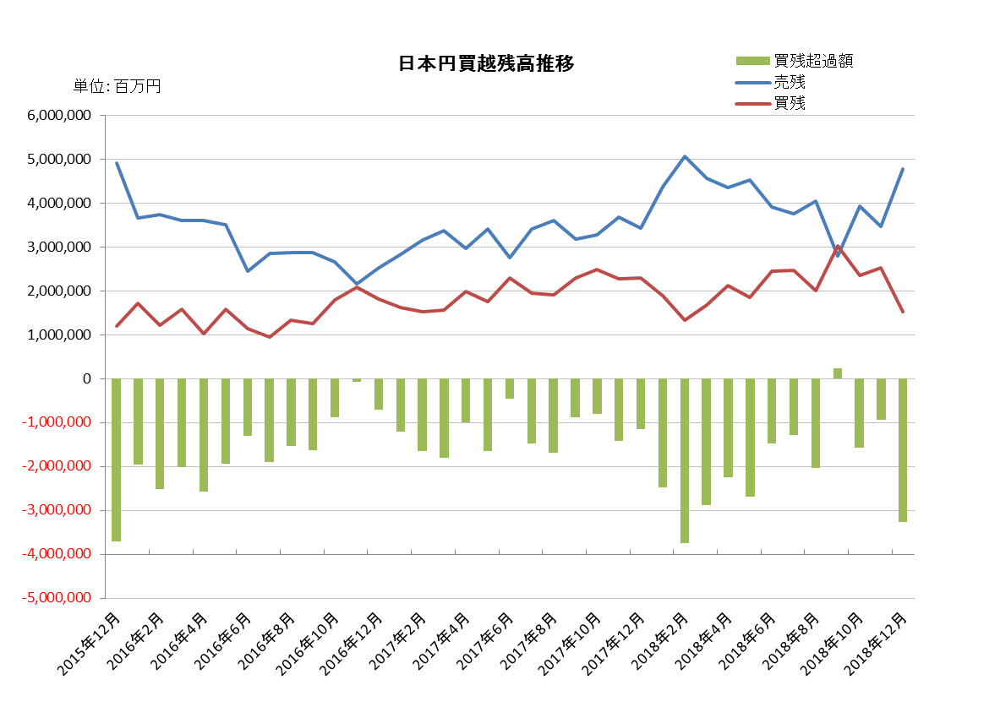 日本円買越残高推移
買残超過額
売残
買残
単位: 百万円
6,000,000
5,000,000
4,000,000
3,000,000
2,000,000
1,000,000
0
-1,000,000
-2,000,000
-3,000,000
-4,000,000
-5,000,000
2015年12月
2016年2月
2016年4月
2016年6月
2016年8月
2016年10月
2016年12月
2017年2月
2017年4月
2017年6月
2017年8月
2017年10月
2017年12月
2018年2月
2018年4月
2018年6月
2018年8月
2018年10月
2018年12月